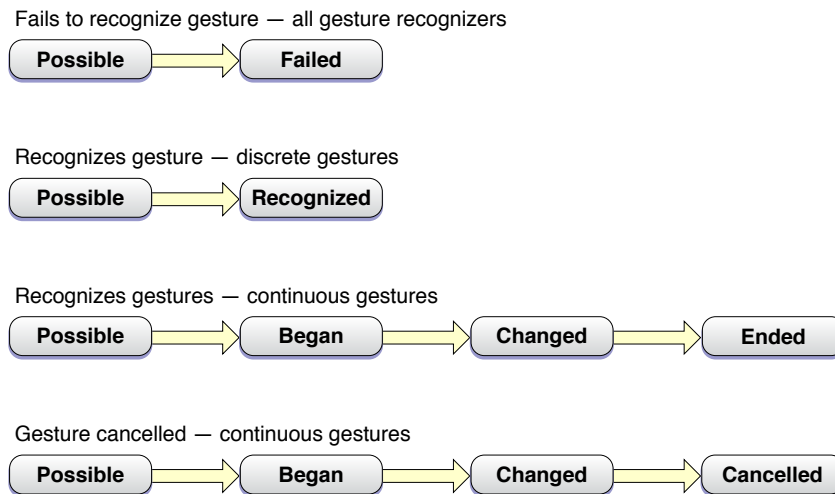 Fails to recognize gesture — all gesture recognizers
Possible Failed
Recognizes gesture — discrete gestures
Possible Recognized
Recognizes gestures — continuous gestures
Possible Began Changed Ended
Gesture cancelled — continuous gestures
Possible Began Changed Cancelled